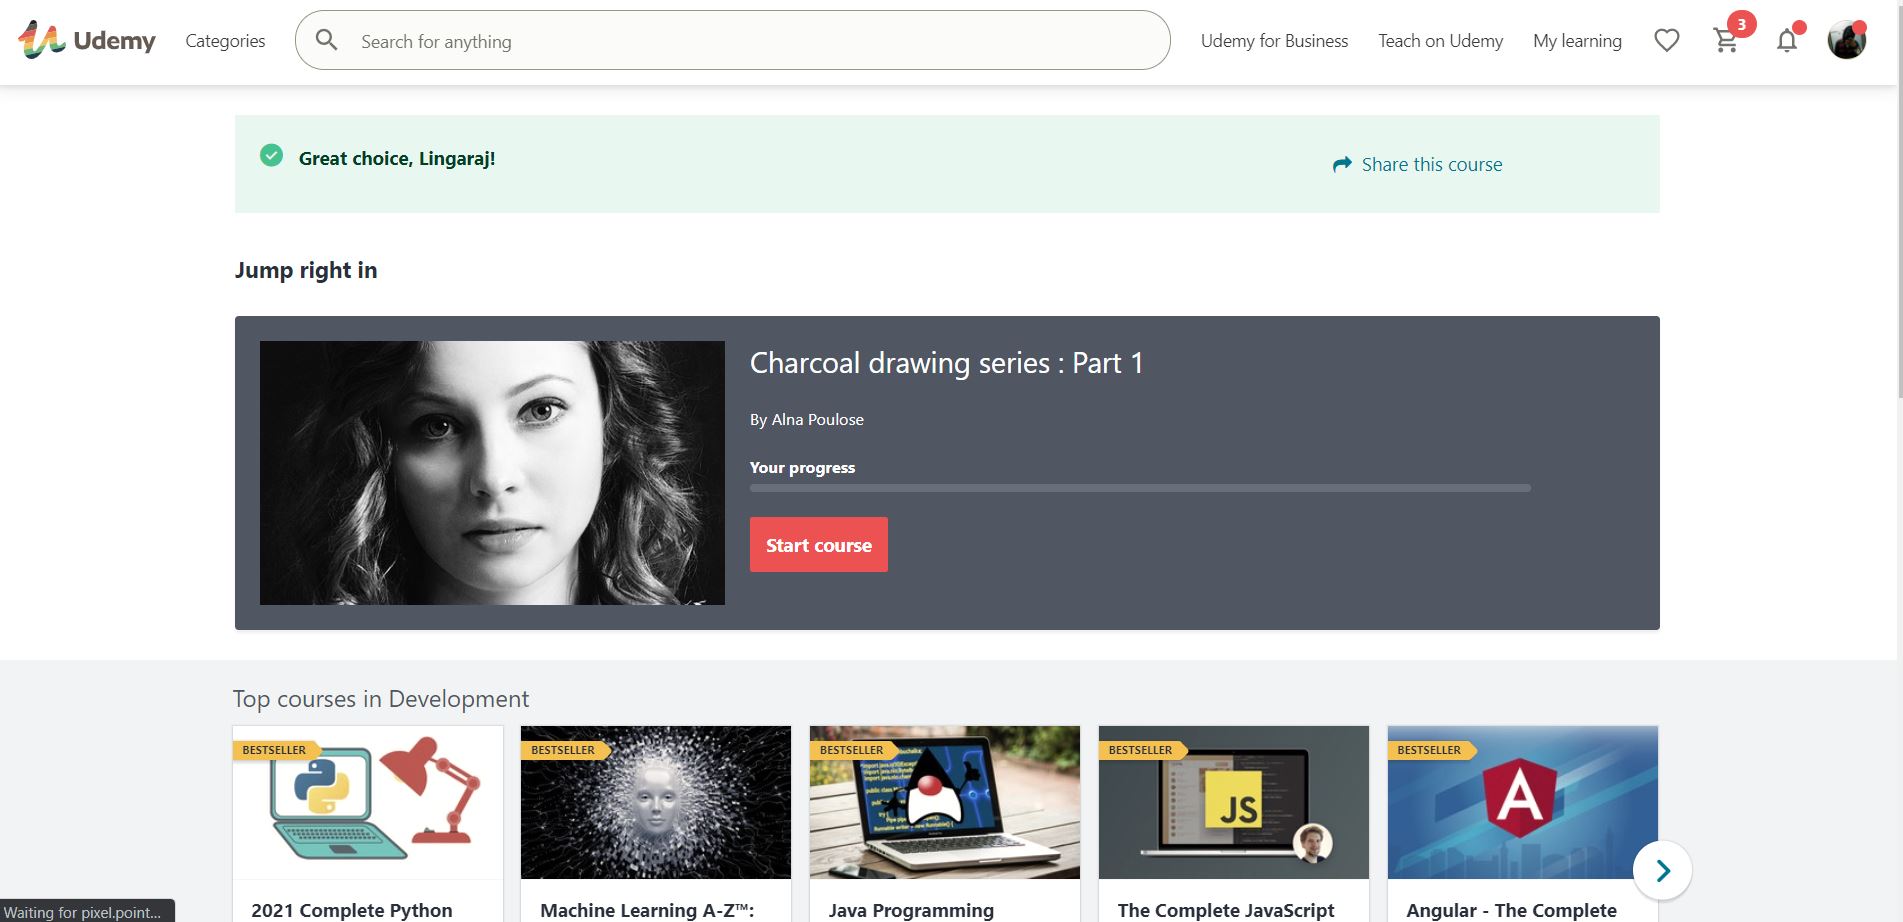 Udemy
Categories
Search for anything
Udemy for Business
Teach on Udemy
My learning
3
Great choice, Lingaraj!
Share this course
Jump right in
Charcoal drawing series : Part 1
By Alna Poulose
Your progress
Start course
Top courses in Development
BESTSELLER
BESTSELLER
BESTSELLER
BESTSELLER
BESTSELLER
JS
A
2021 Complete Python
Machine Learning A-Z™:
Java Programming
The Complete JavaScript
Angular - The Complete
Waiting for pixel.point...